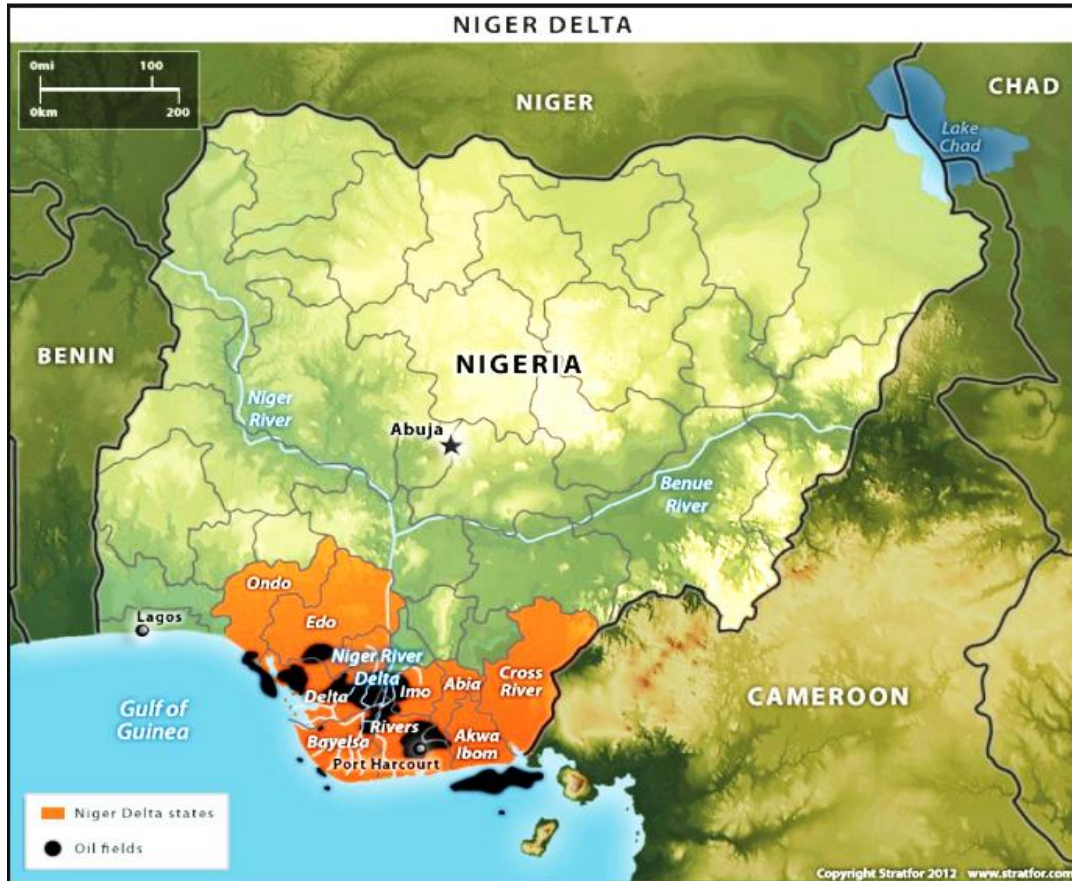 NIGER DELTA
0mi 100
0km 200
NIGER
CHAD
Lake
Chad
BENIN
NIGERIA
Niger
River
Abuja
Benue
River
Ondo
Lagos
Edo
Niger River
Delta
Cross
River
Abia
Imo
Delta
CAMEROON
Gulf of
Guinea
Rivers
Akwa
Ibom
Bayelsa
Port Harcourt
Niger Delta states
Oil fields
Copyright Stratfor 2012 www.stratfor.com